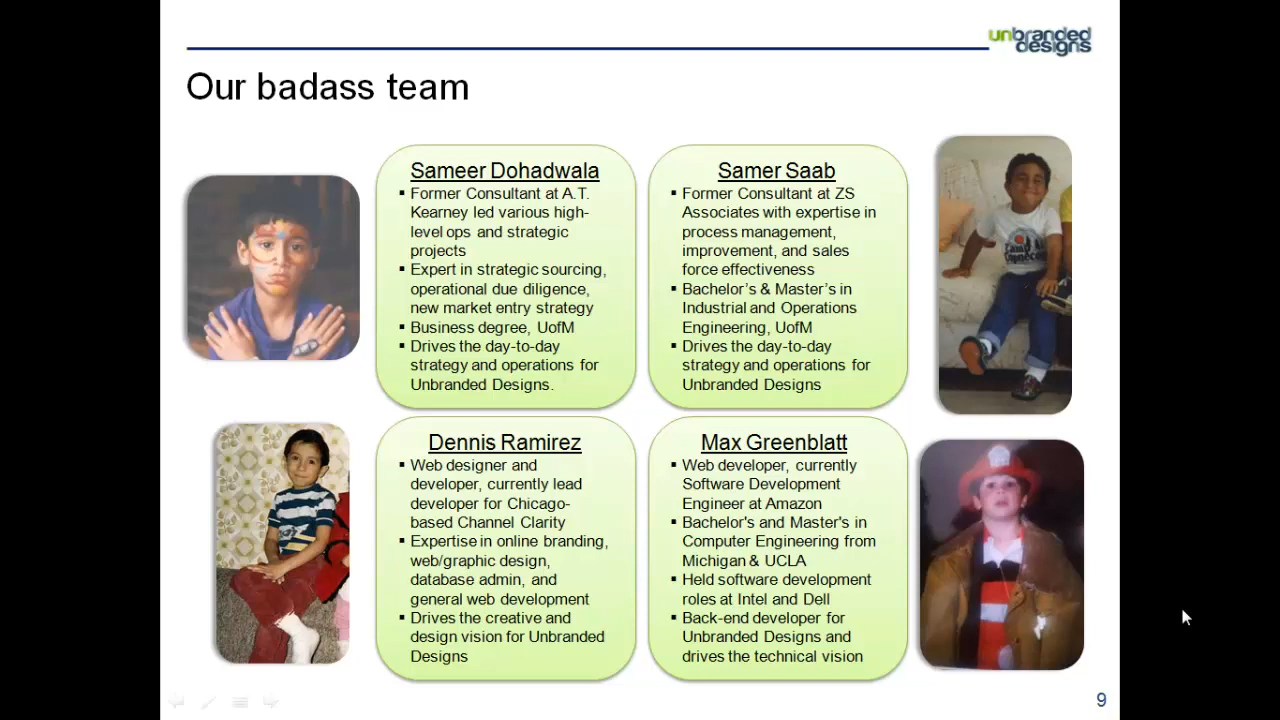 unbranded
designs
Our badass team
Sameer Dohadwala
▪ Former Consultant at A.T.
Kearney led various high-
level ops and strategic
projects
▪ Expert in strategic sourcing,
operational due diligence,
new market entry strategy
▪ Business degree, UofM
▪ Drives the day-to-day
strategy and operations for
Unbranded Designs.
Samer Saab
▪ Former Consultant at ZS
Associates with expertise in
process management,
improvement, and sales
force effectiveness
▪ Bachelor’s & Master’s in
Industrial and Operations
Engineering, UofM
▪ Drives the day-to-day
strategy and operations for
Unbranded Designs
Dennis Ramirez
▪ Web designer and
developer, currently lead
developer for Chicago-
based Channel Clarity
▪ Expertise in online branding,
web/graphic design,
database admin, and
general web development
▪ Drives the creative and
design vision for Unbranded
Designs
Max Greenblatt
▪ Web developer, currently
Software Development
Engineer at Amazon
▪ Bachelor's and Master's in
Computer Engineering from
Michigan & UCLA
▪ Held software development
roles at Intel and Dell
▪ Back-end developer for
Unbranded Designs and
drives the technical vision
9